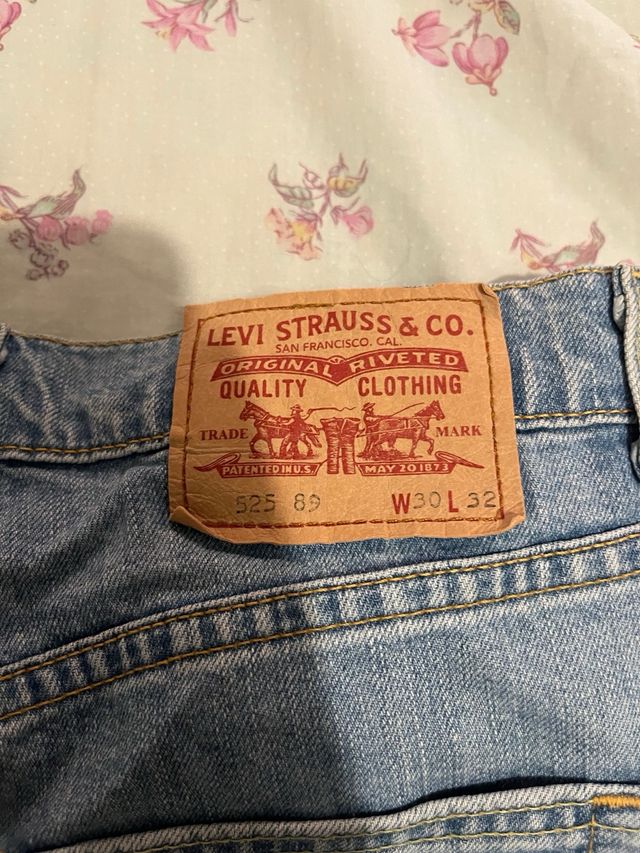 LEVI STRAUSS & CO.
SAN FRANCISCO, CAL.
ORIGINAL RIVETED
QUALITY CLOTHING
TRADE MARK
PATENTED IN U.S. MAY 20 1873
525 89 W30 L 32